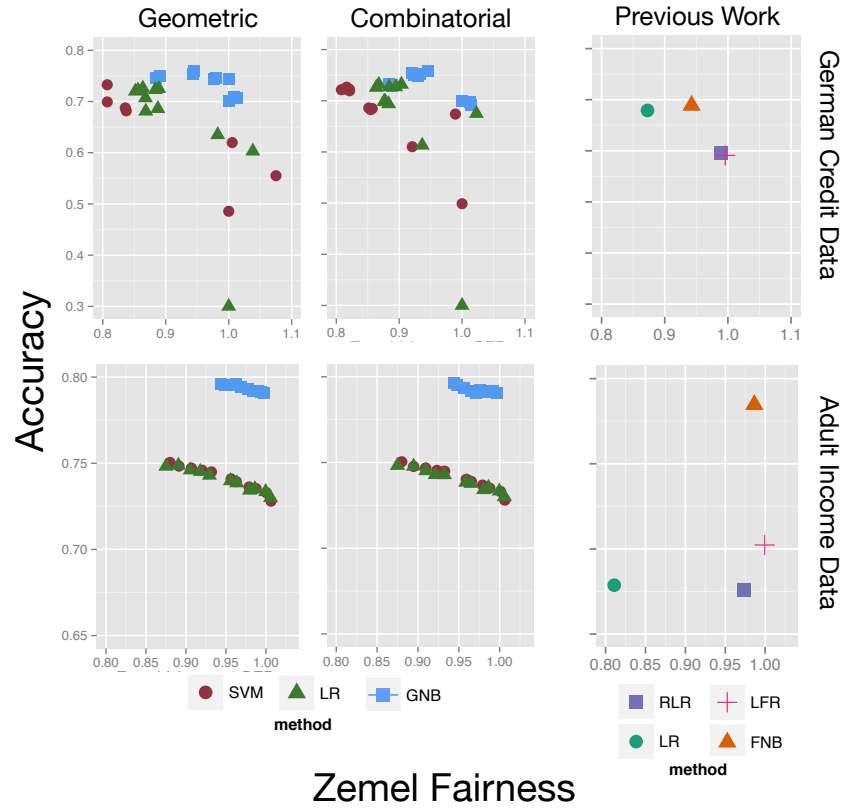 Geometric
Combinatorial
Previous Work
0.8
0.7
0.6
0.5
0.4
0.3
0.8
0.9
1.0
1.1
0.8
0.9
1.0
1.1
0.8
0.9
1.0
1.1
German Credit Data
Accuracy
0.80
0.75
0.70
0.65
0.80
0.85
0.90
0.95
1.00
0.80
0.85
0.90
0.95
1.00
0.80
0.85
0.90
0.95
1.00
Adult Income Data
SVM
LR
GNB
method
RLR
LFR
LR
FNB
method
Zemel Fairness